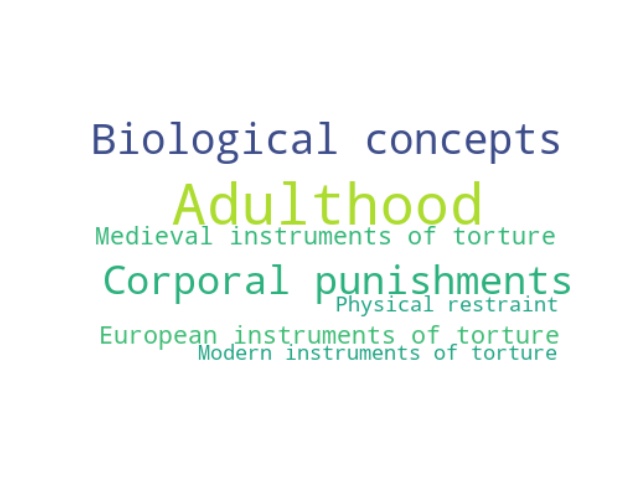 Biological concepts
Adulthood
Medieval instruments of torture
Corporal punishments
Physical restraint
European instruments of torture
Modern instruments of torture